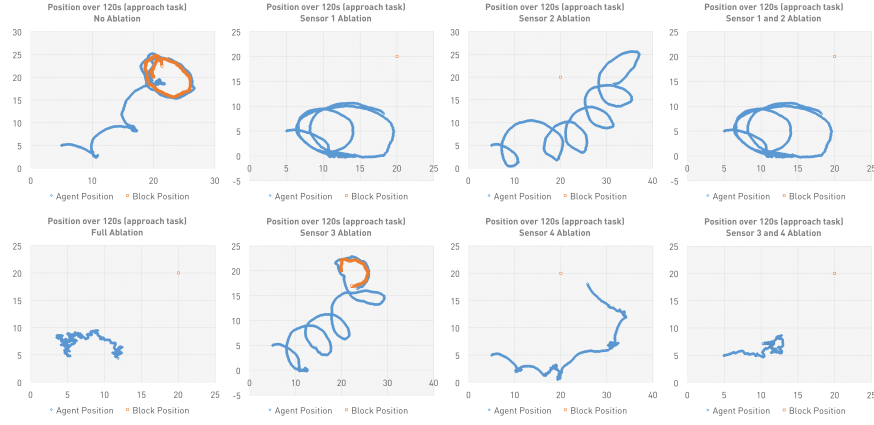 Position over 120s (approach task)
No Ablation
30
25
20
15
10
5
0
0
10
20
30
Agent Position
Block Position
Position over 120s (approach task)
Sensor 1 Ablation
25
20
15
10
5
0
-5
5
10
15
20
25
Agent Position
Block Position
Position over 120s (approach task)
Sensor 2 Ablation
30
25
20
15
10
5
0
0
10
20
30
40
Agent Position
Block Position
Position over 120s (approach task)
Sensor 1 and 2 Ablation
25
20
15
10
5
0
-5
5
10
15
20
25
Agent Position
Block Position
Position over 120s (approach task)
Full Ablation
25
20
15
10
5
0
0
5
10
15
20
25
Agent Position
Block Position
Position over 120s (approach task)
Sensor 3 Ablation
25
20
15
10
5
0
-5
10
20
30
40
Agent Position
Block Position
Position over 120s (approach task)
Sensor 4 Ablation
25
20
15
10
5
0
0
10
20
30
40
Agent Position
Block Position
Position over 120s (approach task)
Sensor 3 and 4 Ablation
25
20
15
10
5
0
0
5
10
15
20
25
Agent Position
Block Position